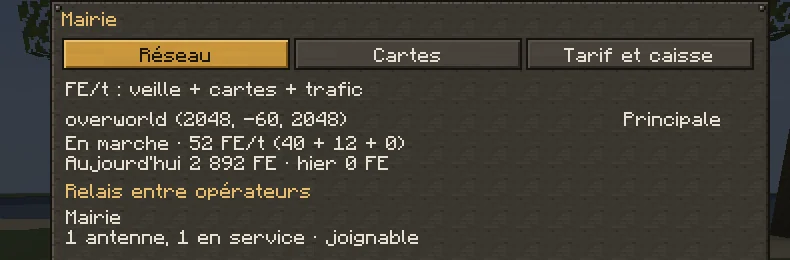 Mairie
Réseau
Cartes
Tarif et caisse
FE/t : veille + cartes + trafic
overworld (2048, -60, 2048)
Principale
En marche · 52 FE/t (40 + 12 + 0)
Aujourd'hui 2 892 FE · hier 0 FE
Relais entre opérateurs
Mairie
1 antenne, 1 en service · joignable